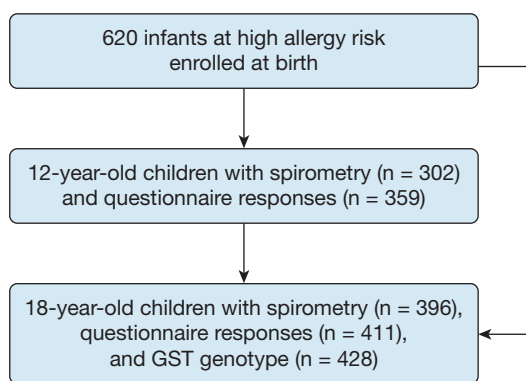 620 infants at high allergy risk
enrolled at birth
12-year-old children with spirometry (n = 302)
and questionnaire responses (n = 359)
18-year-old children with spirometry (n = 396),
questionnaire responses (n = 411),
and GST genotype (n = 428)